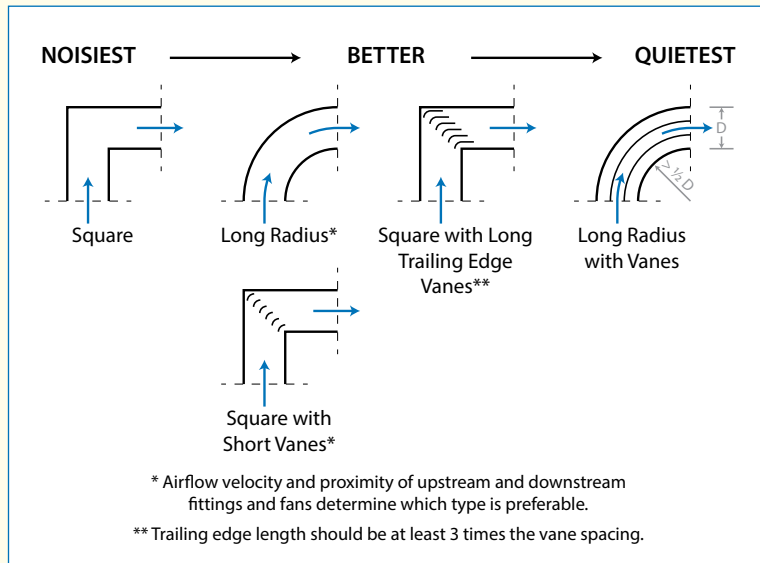 NOISIEST
BETTER
QUIETEST
D
> ½ D
Square
Long Radius*
Square with Long
Trailing Edge
Vanes**
Long Radius
with Vanes
Square with
Short Vanes*
* Airflow velocity and proximity of upstream and downstream
fittings and fans determine which type is preferable.
** Trailing edge length should be at least 3 times the vane spacing.